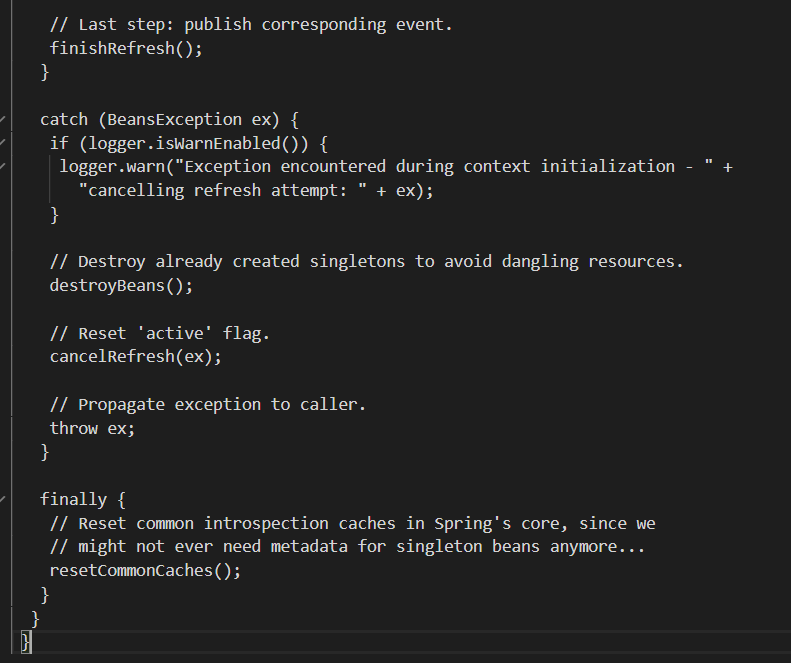 // Last step: publish corresponding event.
finishRefresh();
}
catch (BeansException ex) {
if (logger.isWarnEnabled()) {
logger.warn("Exception encountered during context initialization - " +
"cancelling refresh attempt: " + ex);
}
// Destroy already created singletons to avoid dangling resources.
destroyBeans();
// Reset 'active' flag.
cancelRefresh(ex);
// Propagate exception to caller.
throw ex;
}
finally {
// Reset common introspection caches in Spring's core, since we
// might not ever need metadata for singleton beans anymore...
resetCommonCaches();
}
}
}